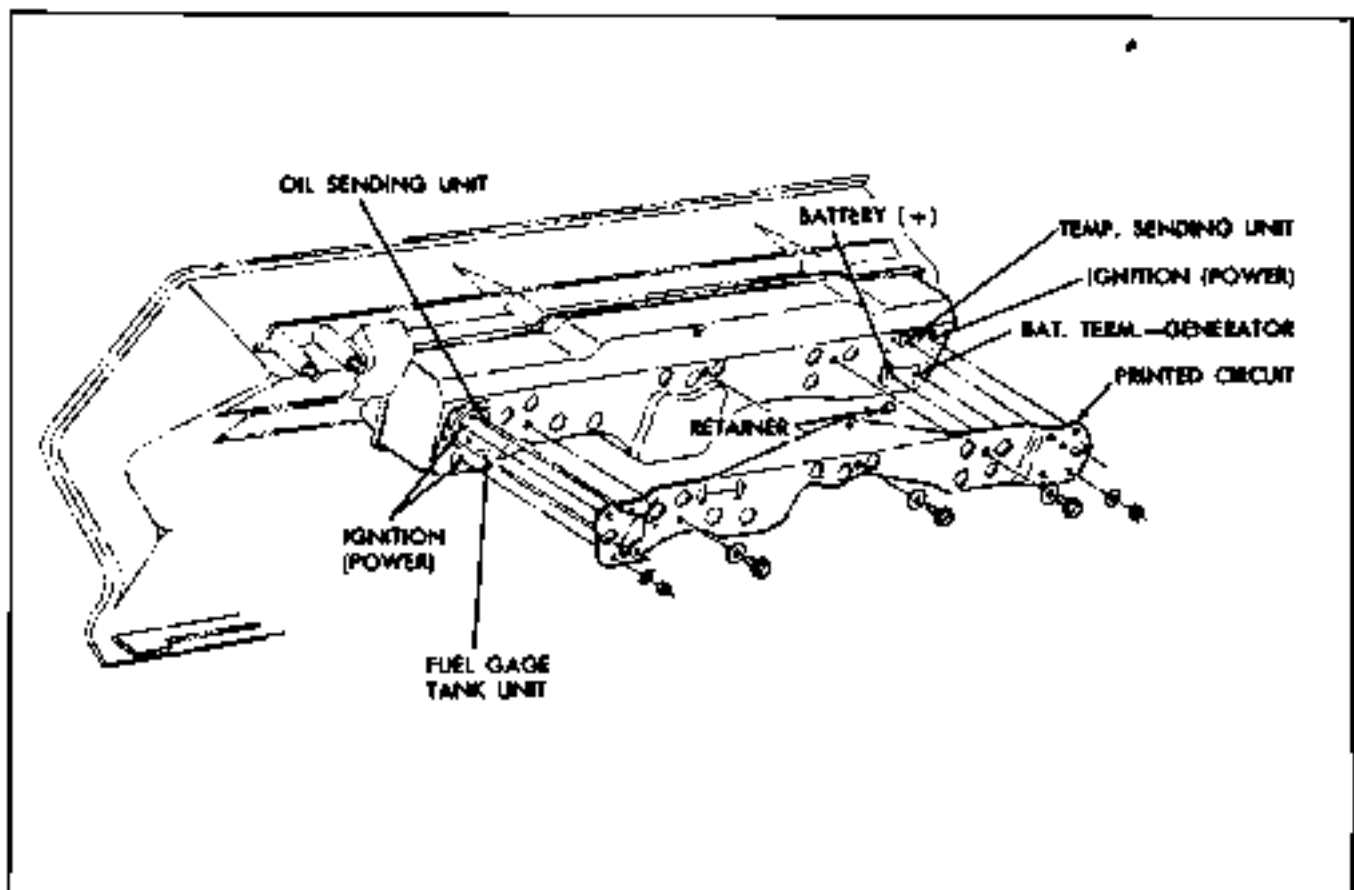 OIL SENDING UNIT
BATTERY (+)
TEMP. SENDING UNIT
IGNITION (POWER)
BAT. TERM.—GENERATOR
PRINTED CIRCUIT
RETAINER
IGNITION
(POWER)
FUEL GAGE
TANK UNIT